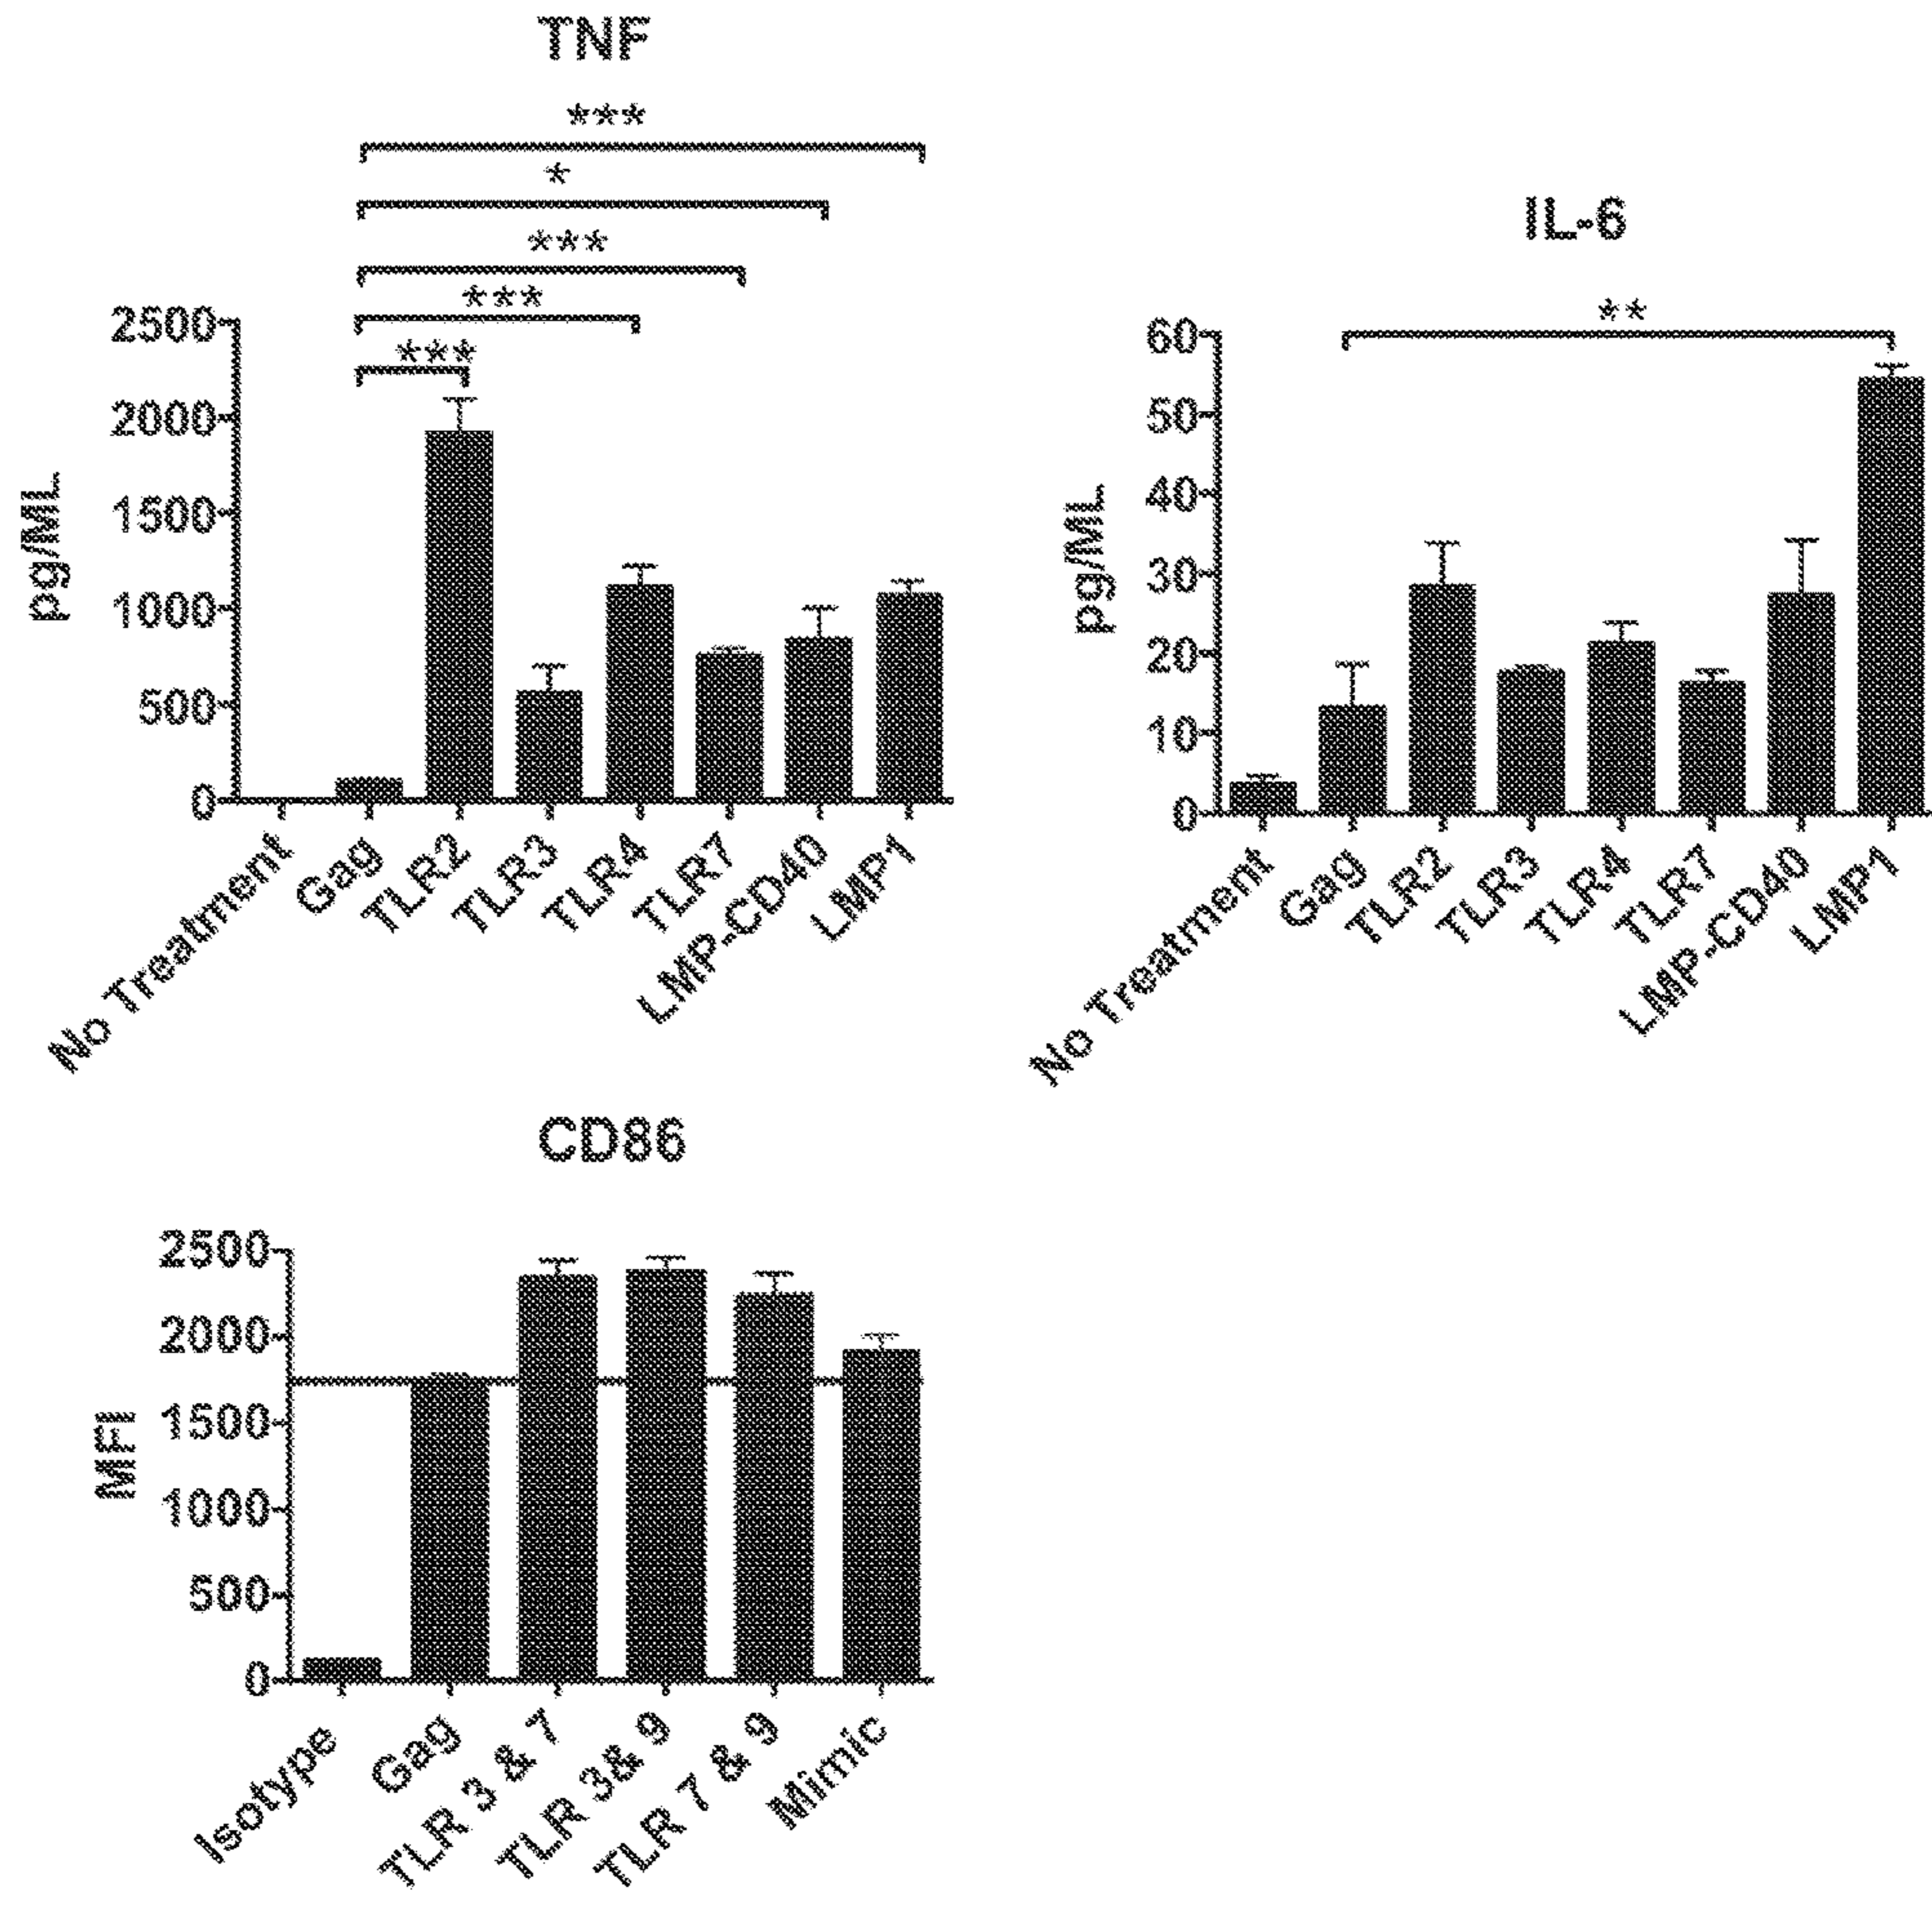 TNF
***
*
***
***
***
2500
2000
1500
1000
500
0
pg/ML
No Treatment
Gag
TLR2
TLR3
TLR4
TLR7
LMP-CD40
LMP1
IL-6
**
60
50
40
30
20
10
0
pg/ML
No Treatment
Gag
TLR2
TLR3
TLR4
TLR7
LMP-CD40
LMP1
CD86
2500
2000
1500
1000
500
0
MFI
Isotype
Gag
TLR 3 & 7
TLR 3& 9
TLR 7 & 9
Mimic